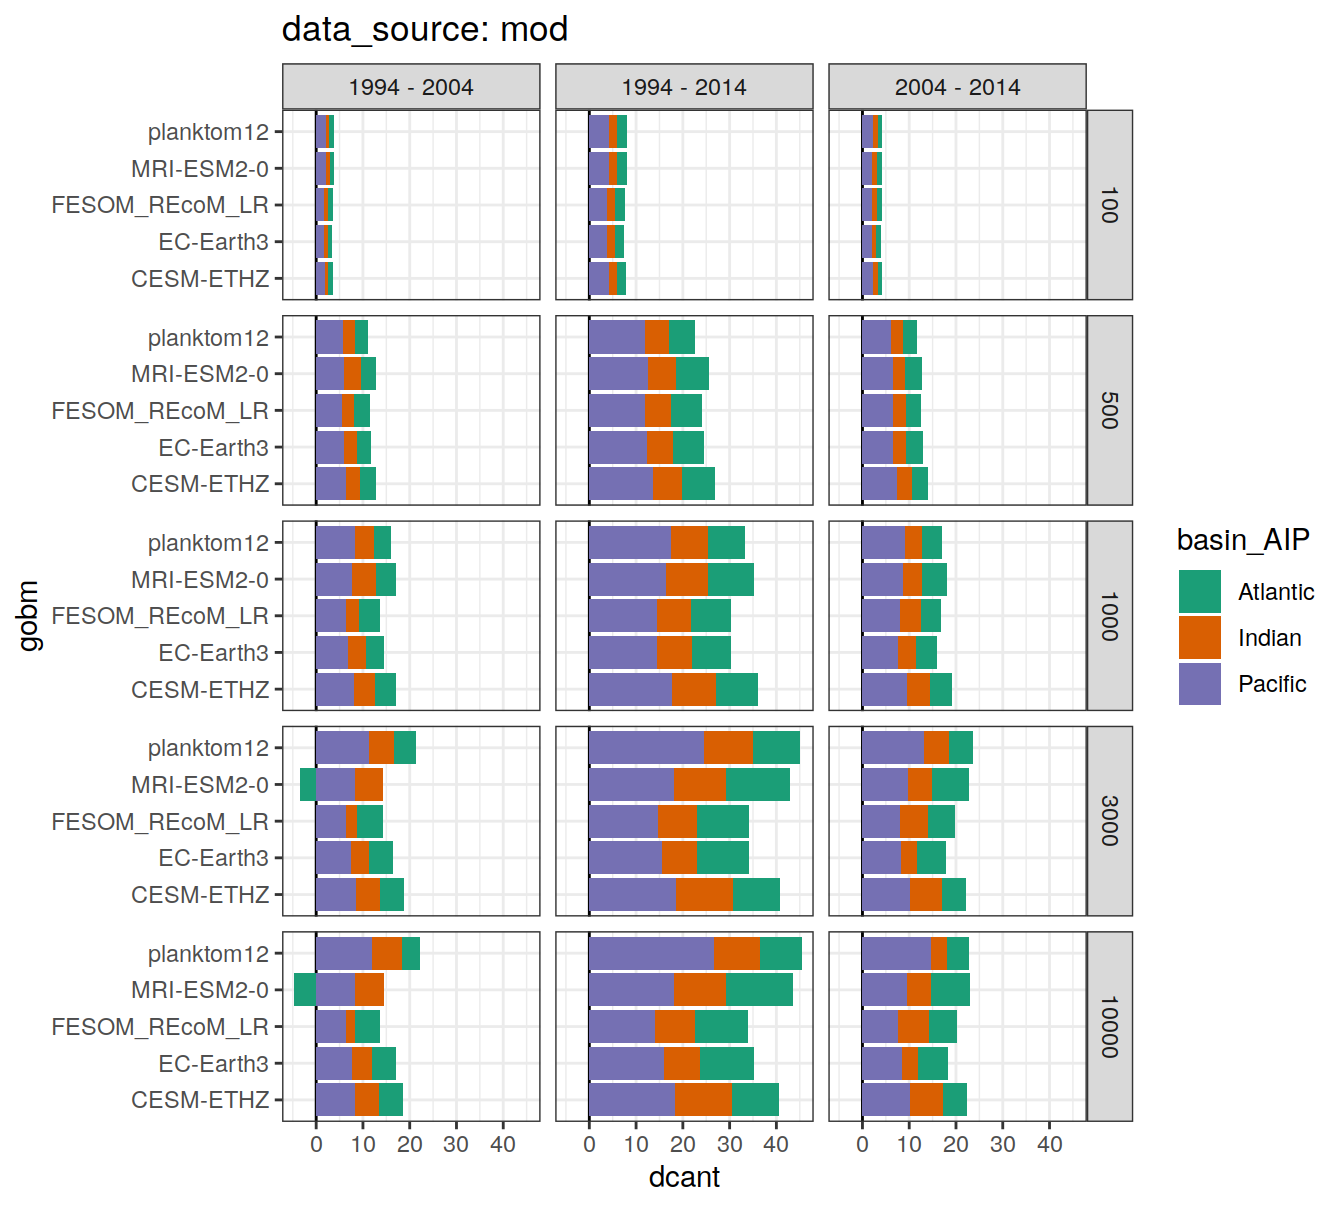 data_source: mod
1994 - 2004
1994 - 2014
2004 - 2014
planktom12
MRI-ESM2-0
FESOM_REcoM_LR
EC-Earth3
CESM-ETHZ
100
planktom12
MRI-ESM2-0
FESOM_REcoM_LR
EC-Earth3
CESM-ETHZ
500
planktom12
MRI-ESM2-0
FESOM_REcoM_LR
EC-Earth3
CESM-ETHZ
1000
planktom12
MRI-ESM2-0
FESOM_REcoM_LR
EC-Earth3
CESM-ETHZ
3000
planktom12
MRI-ESM2-0
FESOM_REcoM_LR
EC-Earth3
CESM-ETHZ
10000
0 10 20 30 40
0 10 20 30 40
0 10 20 30 40
dcant
gobm
basin_AIP
Atlantic
Indian
Pacific